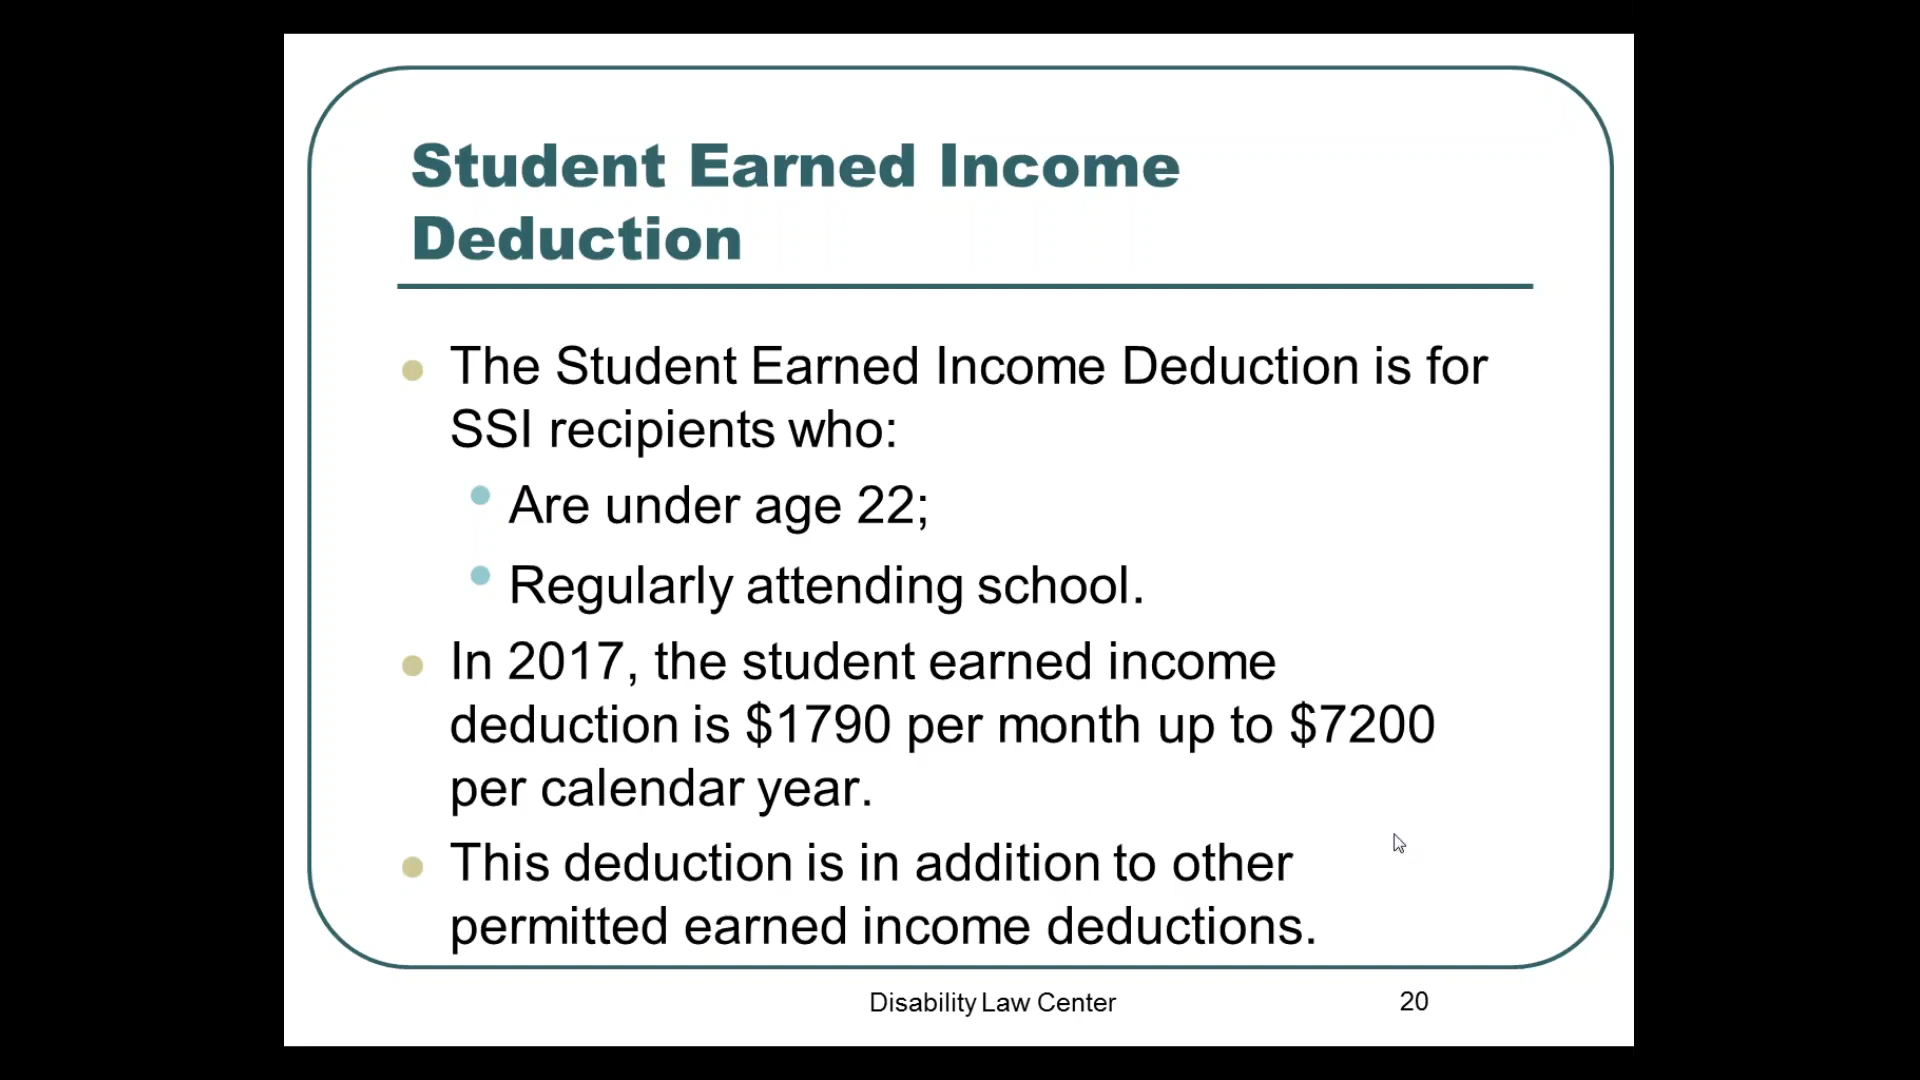 Student Earned Income
Deduction
The Student Earned Income Deduction is for
SSI recipients who:
Are under age 22;
Regularly attending school.
In 2017, the student earned income
deduction is $1790 per month up to $7200
per calendar year.
This deduction is in addition to other
permitted earned income deductions.
Disability Law Center
20